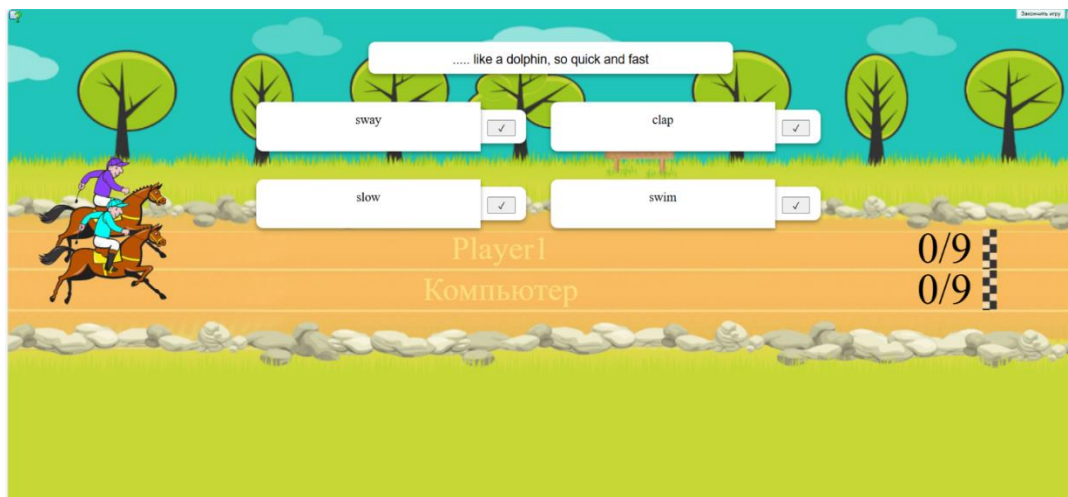 Закончить игру
..... like a dolphin, so quick and fast
sway
clap
slow
swim
Player1
0/9
Компьютер
0/9